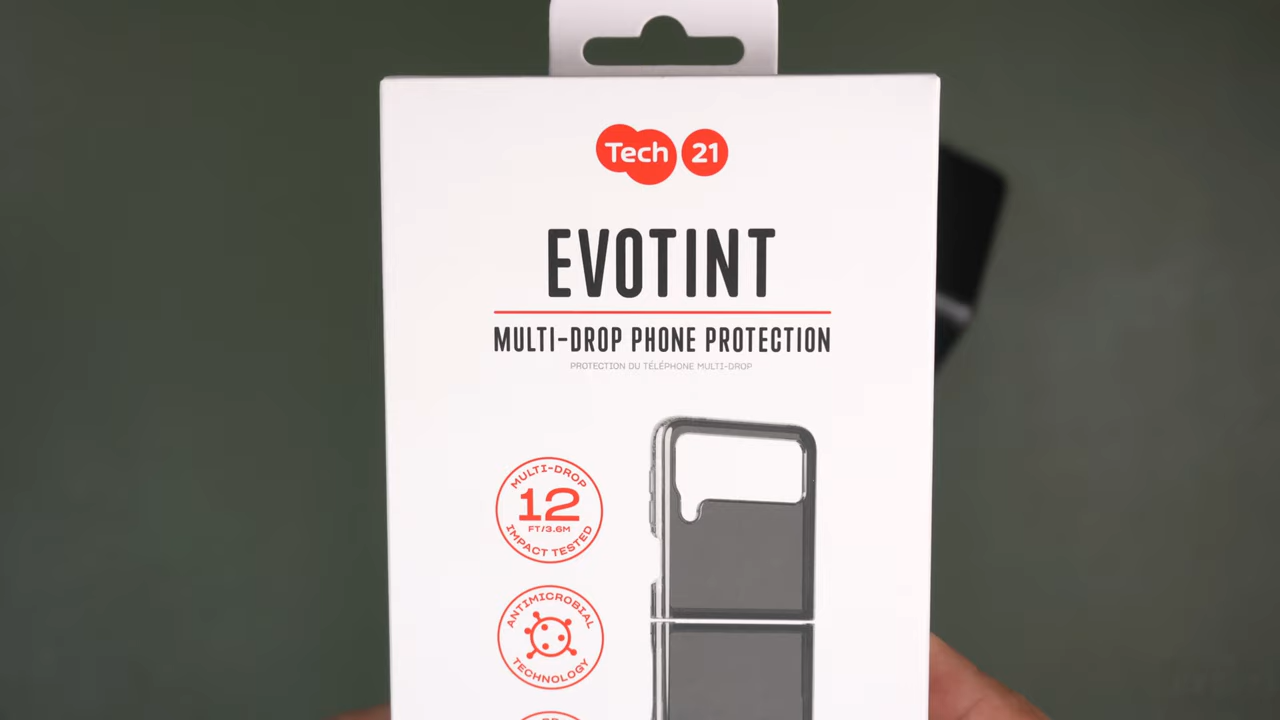 Tech 21
EVOTINT
MULTI-DROP PHONE PROTECTION
PROTECTION DU TÉLÉPHONE MULTI-DROP
MULTI-DROP
12
FT/3.6M
IMPACT TESTED
ANTIMICROBIAL
TECHNOLOGY